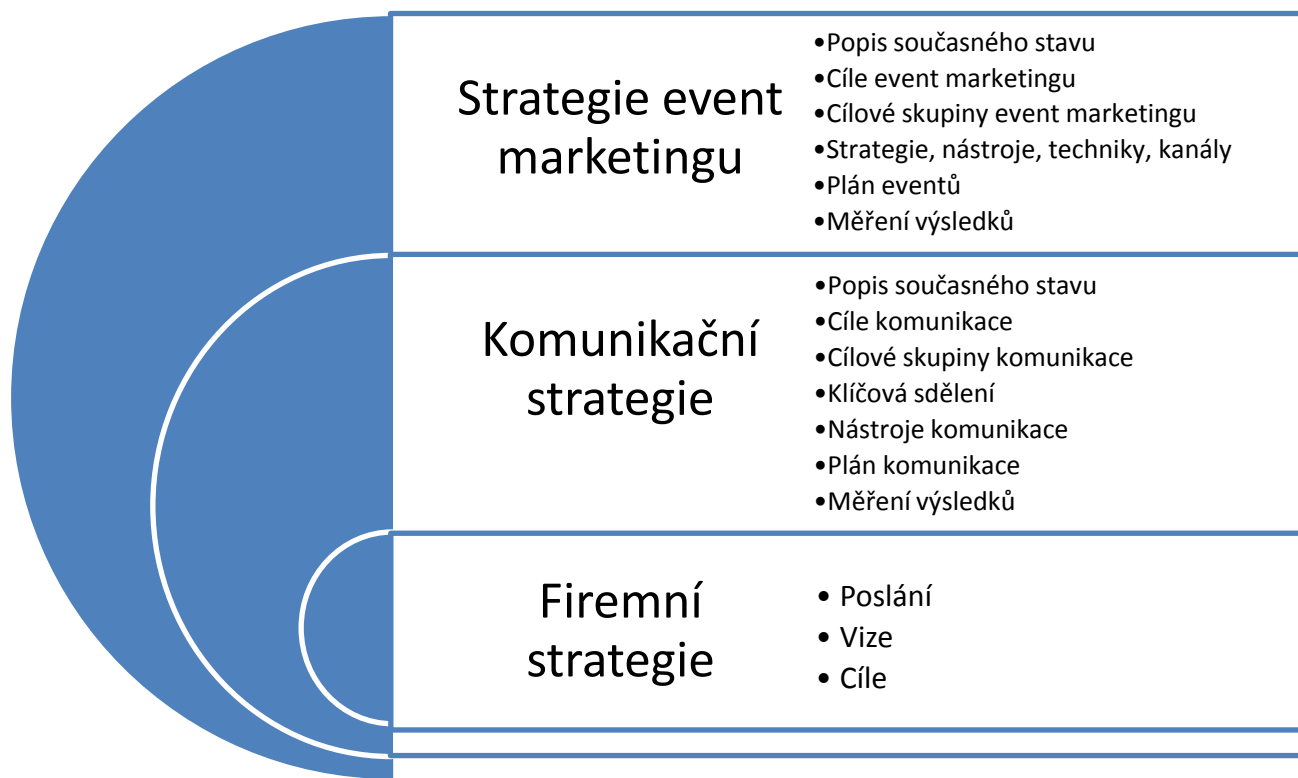 Strategie event
marketingu
•Popis současného stavu
•Cíle event marketingu
•Cílové skupiny event marketingu
•Strategie, nástroje, techniky, kanály
•Plán eventů
•Měření výsledků
Komunikační
strategie
•Popis současného stavu
•Cíle komunikace
•Cílové skupiny komunikace
•Klíčová sdělení
•Nástroje komunikace
•Plán komunikace
•Měření výsledků
Firemní
strategie
• Poslání
• Vize
• Cíle